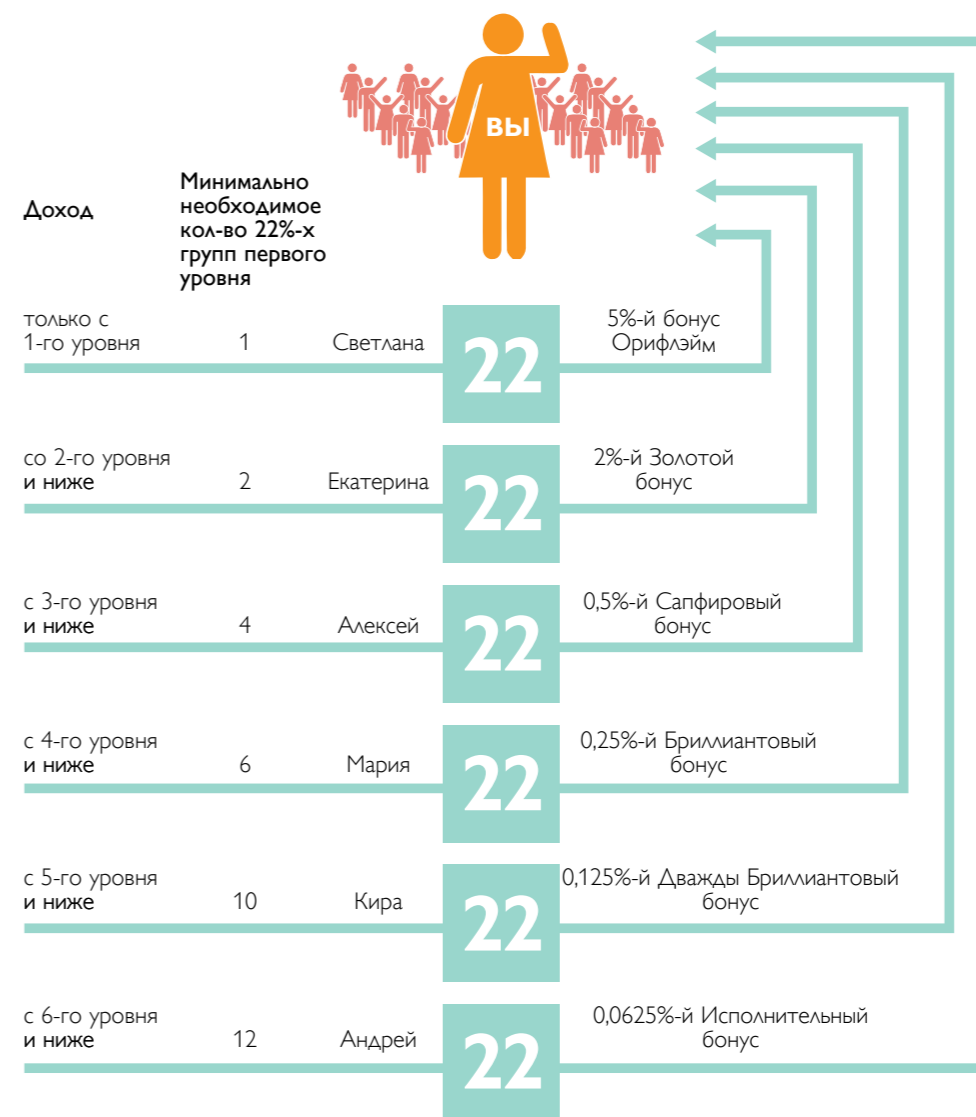 ВЫ
Доход
Минимально
необходимое
кол-во 22%-х
групп первого
уровня
только с
1-го уровня
1
Светлана
22
5%-й бонус
Орифлэйм
со 2-го уровня
и ниже
2
Екатерина
22
2%-й Золотой
бонус
с 3-го уровня
и ниже
4
Алексей
22
0,5%-й Сапфировый
бонус
с 4-го уровня
и ниже
6
Мария
22
0,25%-й Бриллиантовый
бонус
с 5-го уровня
и ниже
10
Кира
22
0,125%-й Дважды Бриллиантовый
бонус
с 6-го уровня
и ниже
12
Андрей
22
0,0625%-й Исполнительный
бонус